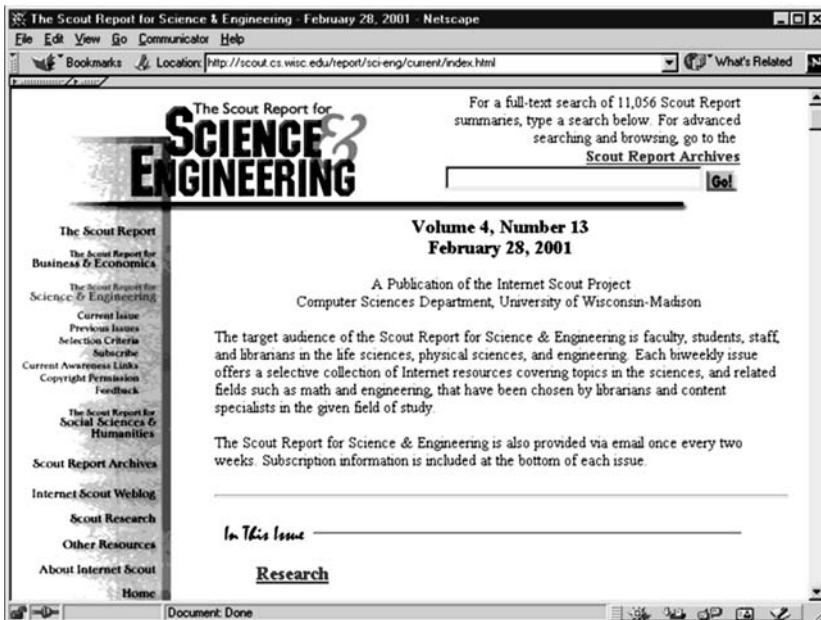 The Scout Report for Science & Engineering - February 28, 2001 - Netscape
File Edit View Go Communicator Help
Bookmarks Location: http://scout.cs.wisc.edu/report/sci-eng/current/index.html What's Related
The Scout Report for
SCIENCE &
ENGINEERING
For a full-text search of 11,056 Scout Report
summaries, type a search below. For advanced
searching and browsing, go to the
Scout Report Archives
Go!
The Scout Report
The Scout Report for
Business & Economics
The Scout Report for
Science & Engineering
Current Issue
Previous Issues
Selection Criteria
Subscribe
Current Awareness Links
Copyright Permission
Feedback
The Scout Report for
Social Sciences &
Humanities
Scout Report Archives
Internet Scout Weblog
Scout Research
Other Resources
About Internet Scout
Home
Volume 4, Number 13
February 28, 2001
A Publication of the Internet Scout Project
Computer Sciences Department, University of Wisconsin-Madison
The target audience of the Scout Report for Science & Engineering is faculty, students, staff,
and librarians in the life sciences, physical sciences, and engineering. Each biweekly issue
offers a selective collection of Internet resources covering topics in the sciences, and related
fields such as math and engineering, that have been chosen by librarians and content
specialists in the given field of study.
The Scout Report for Science & Engineering is also provided via email once every two
weeks. Subscription information is included at the bottom of each issue.
In This Issue
Research
Document: Done